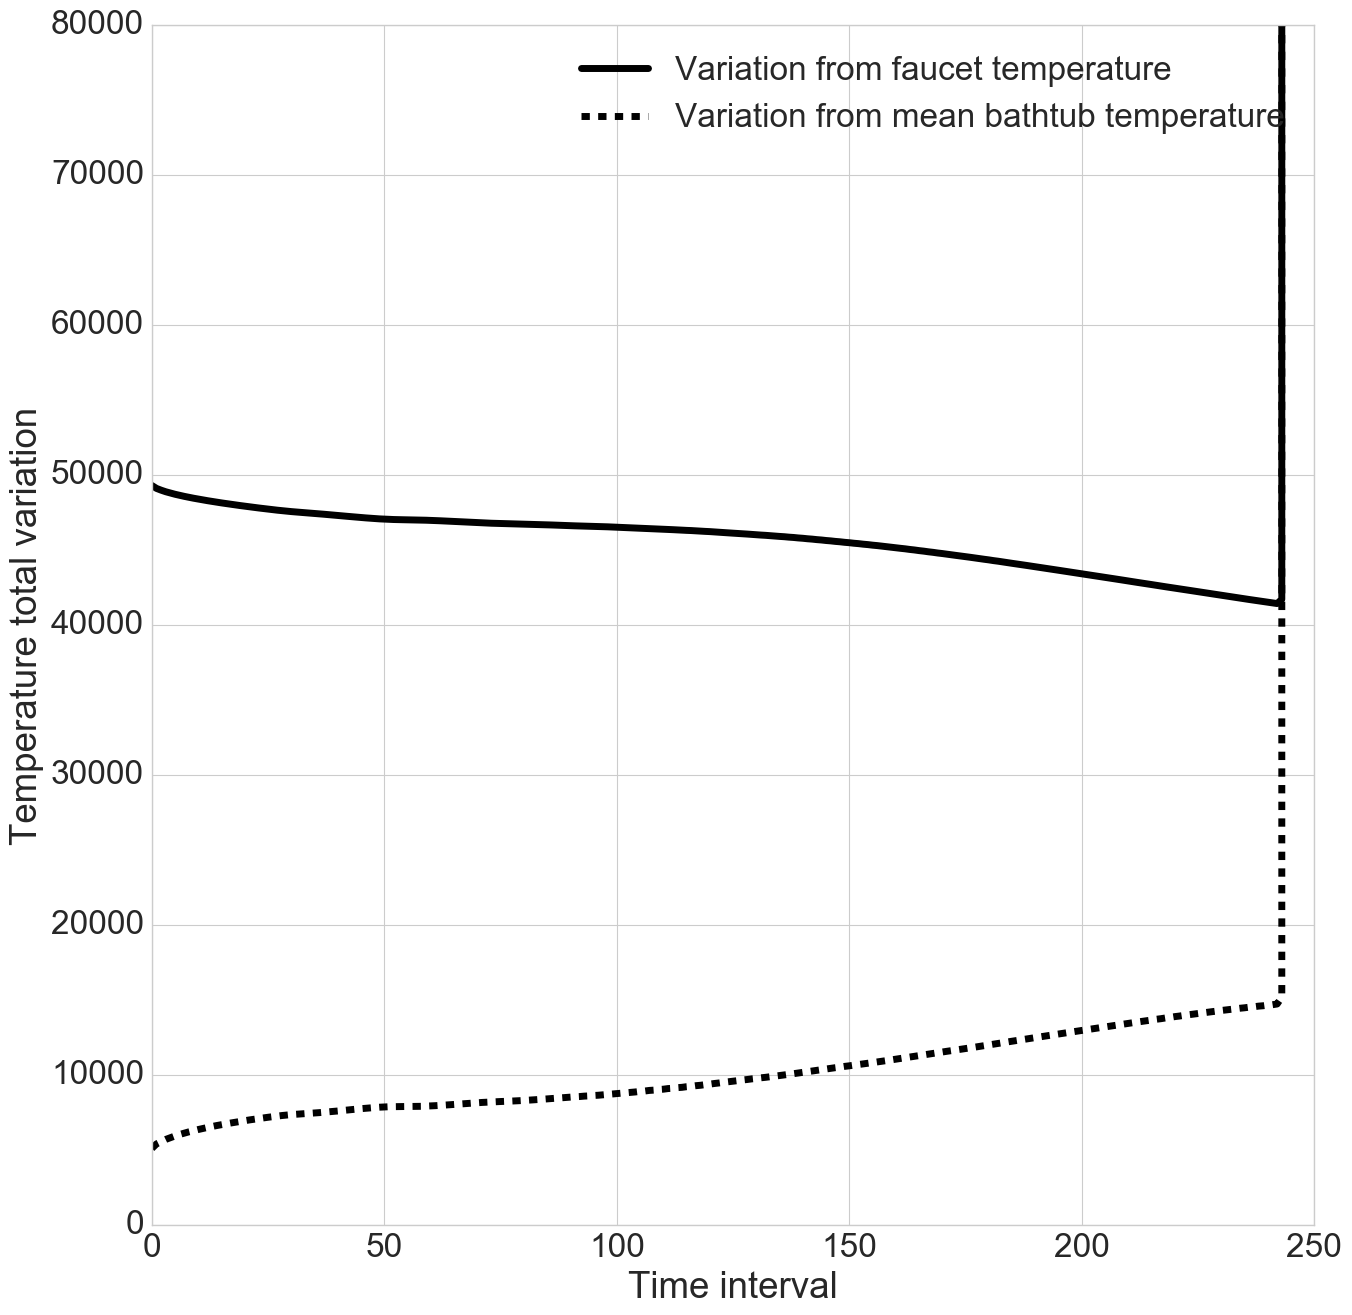 80000
70000
60000
50000
40000
30000
20000
10000
0
Temperature total variation
Variation from faucet temperature
Variation from mean bathtub temperature
0 50 100 150 200 250
Time interval